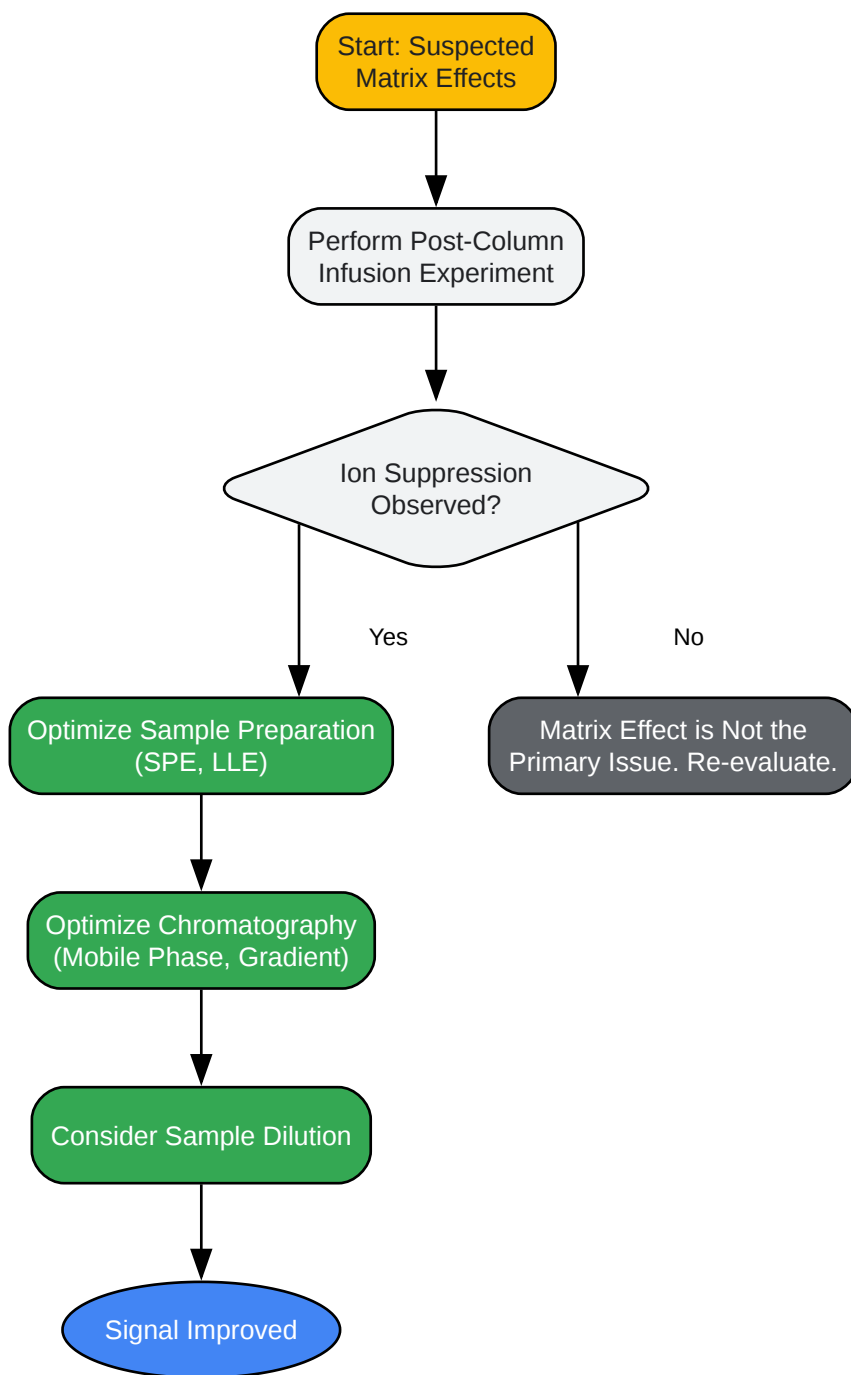 Start: Suspected
Matrix Effects
Perform Post-Column
Infusion Experiment
Ion Suppression
Observed?
Yes
No
Optimize Sample Preparation
(SPE, LLE)
Matrix Effect is Not the
Primary Issue. Re-evaluate.
Optimize Chromatography
(Mobile Phase, Gradient)
Consider Sample Dilution
Signal Improved